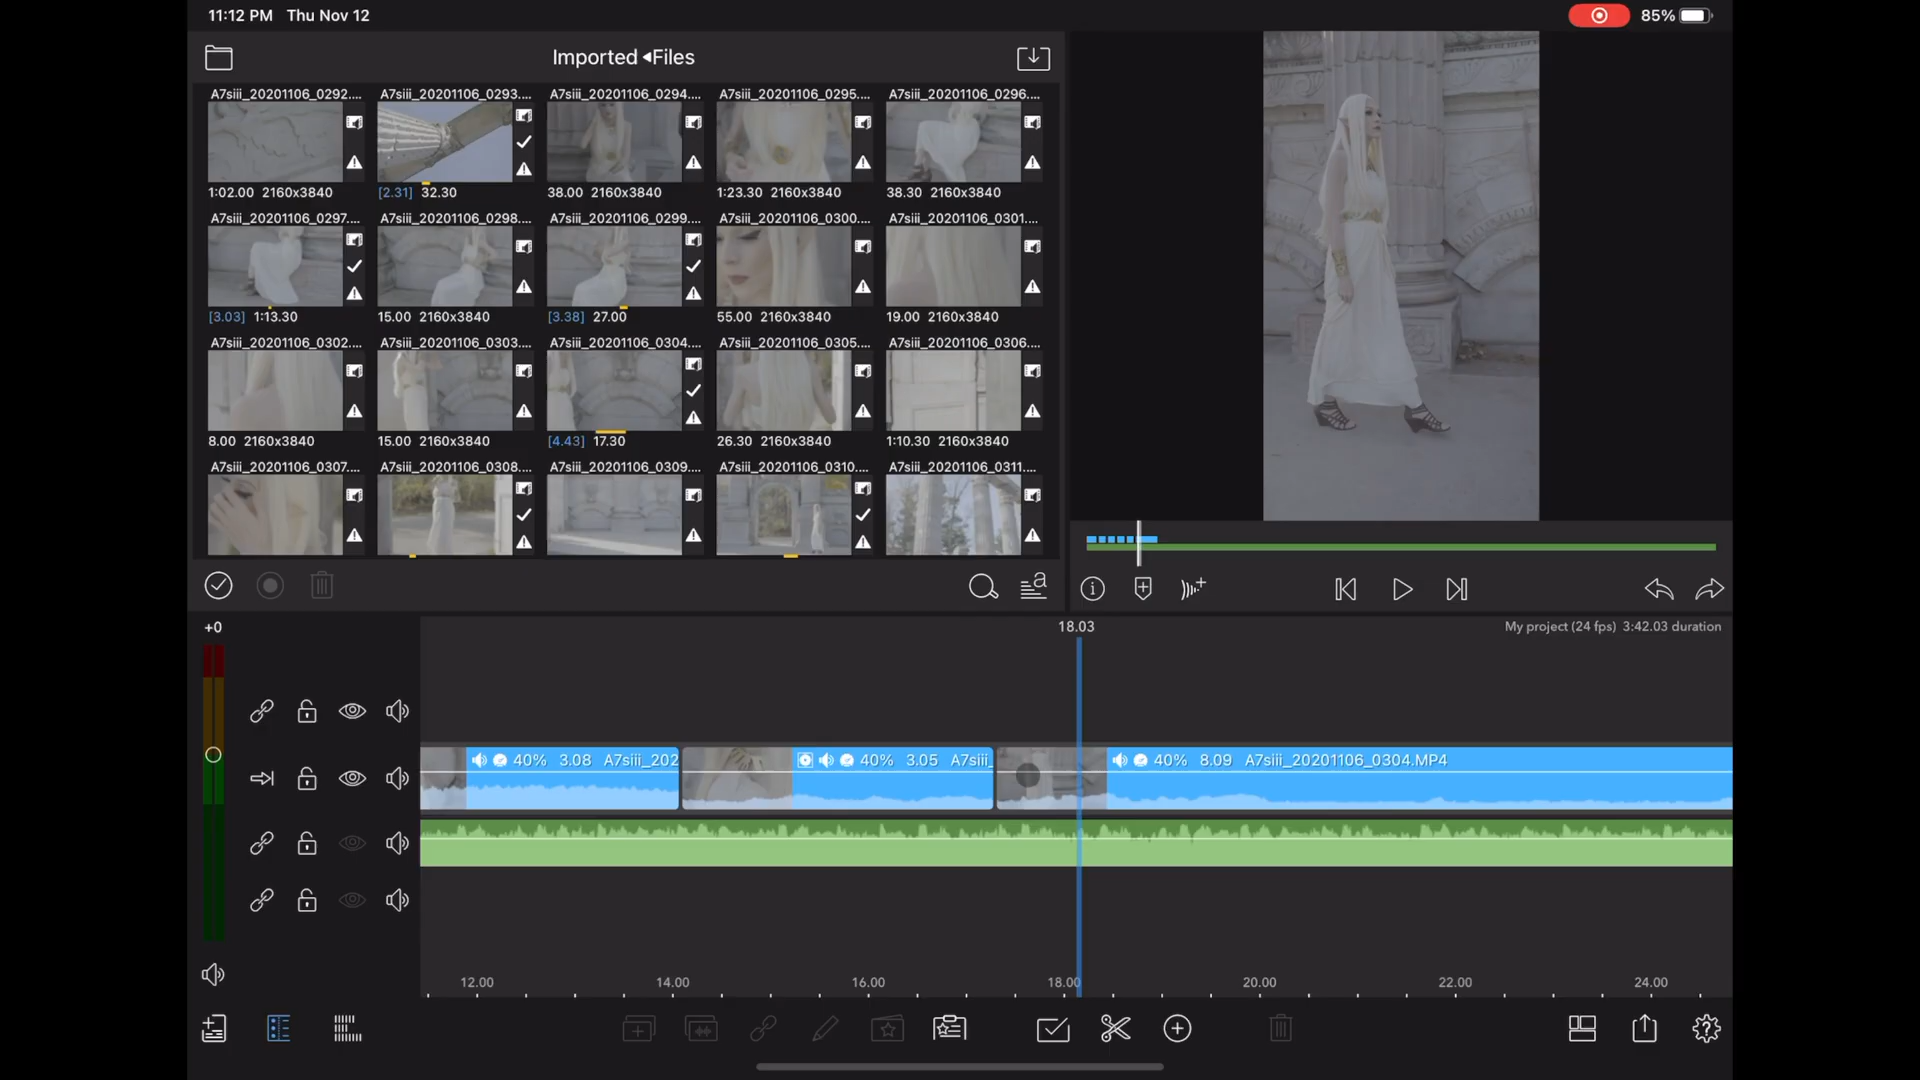 11:12 PM Thu Nov 12
85%
Imported ◂Files
A7siii_20201106_0292.... A7siii_20201106_0293.... A7siii_20201106_0294.... A7siii_20201106_0295.... A7siii_20201106_0296....
1:02.00 2160x3840 [2.31] 32.30 38.00 2160x3840 1:23.30 2160x3840 38.30 2160x3840
A7siii_20201106_0297.... A7siii_20201106_0298.... A7siii_20201106_0299.... A7siii_20201106_0300.... A7siii_20201106_0301....
[3.03] 1:13.30 15.00 2160x3840 [3.38] 27.00 55.00 2160x3840 19.00 2160x3840
A7siii_20201106_0302.... A7siii_20201106_0303.... A7siii_20201106_0304.... A7siii_20201106_0305.... A7siii_20201106_0306....
8.00 2160x3840 15.00 2160x3840 [4.43] 17.30 26.30 2160x3840 1:10.30 2160x3840
A7siii_20201106_0307.... A7siii_20201106_0308.... A7siii_20201106_0309.... A7siii_20201106_0310.... A7siii_20201106_0311....
+0
18.03
My project (24 fps) 3:42.03 duration
40% 3.08 A7siii_202
40% 3.05 A7siii_
40% 8.09 A7siii_20201106_0304.MP4
12.00 14.00 16.00 18.00 20.00 22.00 24.00